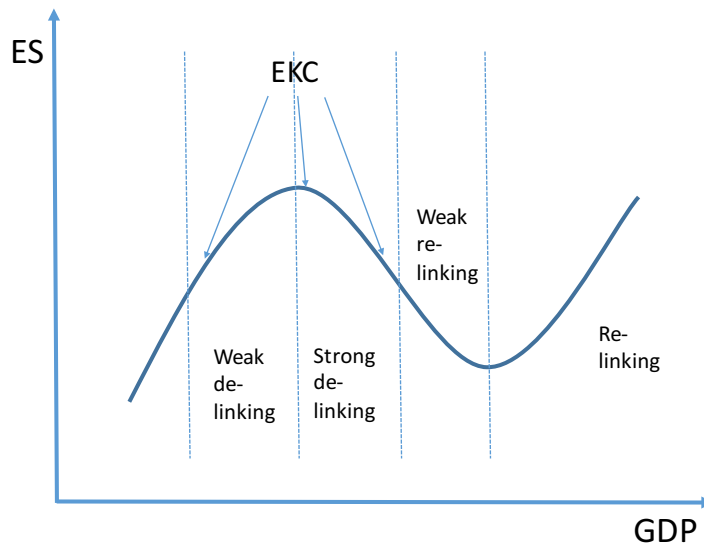 ES
EKC
Weak
re-
linking
Weak
de-
linking
Strong
de-
linking
Re-
linking
GDP